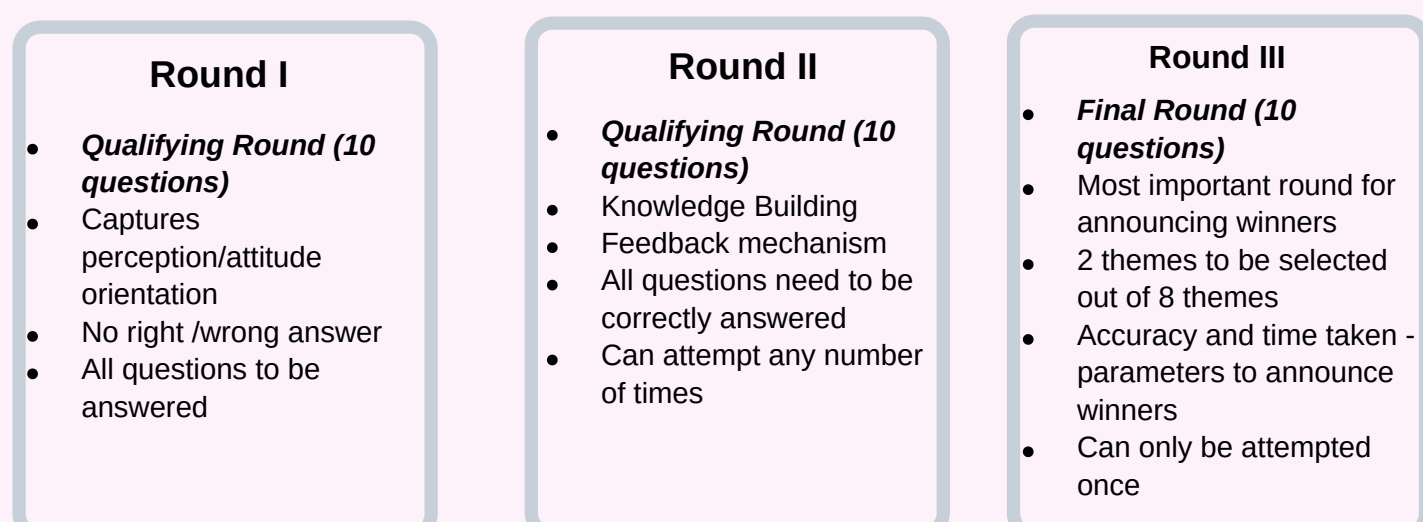 Round I
• Qualifying Round (10
questions)
• Captures
perception/attitude
orientation
• No right /wrong answer
• All questions to be
answered
Round II
• Qualifying Round (10
questions)
• Knowledge Building
• Feedback mechanism
• All questions need to be
correctly answered
• Can attempt any number
of times
Round III
• Final Round (10
questions)
• Most important round for
announcing winners
• 2 themes to be selected
out of 8 themes
• Accuracy and time taken -
parameters to announce
winners
• Can only be attempted
once